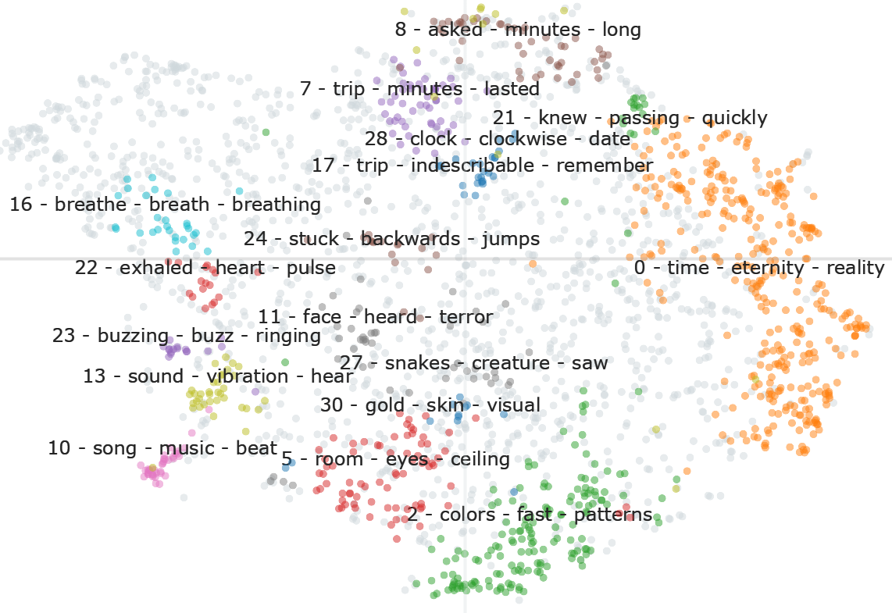 8 - asked - minutes - long
7 - trip - minutes - lasted
21 - knew - passing - quickly
28 - clock - clockwise - date
17 - trip - indescribable - remember
16 - breathe - breath - breathing
24 - stuck - backwards - jumps
22 - exhaled - heart - pulse
0 - time - eternity - reality
11 - face - heard - terror
23 - buzzing - buzz - ringing
27 - snakes - creature - saw
13 - sound - vibration - hear
30 - gold - skin - visual
10 - song - music - beat
5 - room - eyes - ceiling
2 - colors - fast - patterns